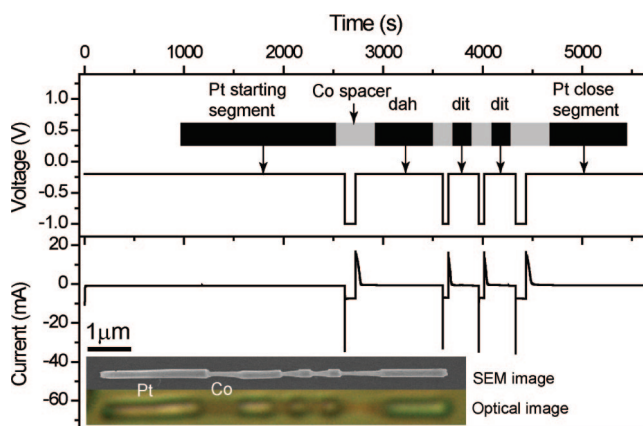 Time (s)
0 1000 2000 3000 4000 5000
Pt starting segment
Co spacer
dah
dit
dit
Pt close segment
Voltage (V)
1.0
0.5
0.0
-0.5
-1.0
Current (mA)
20
0
-20
-40
-60
1μm
Pt
Co
SEM image
Optical image